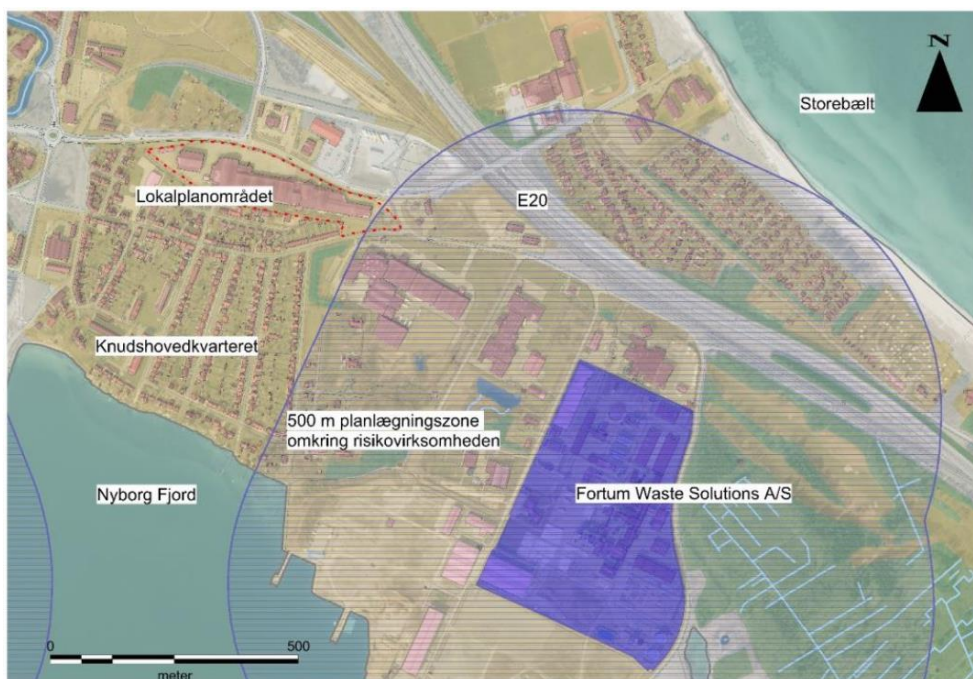 N
Storebælt
Lokalplanområdet
E20
Knudshovedkvarteret
500 m planlægningszone
omkring risikovirksomheden
Fortum Waste Solutions A/S
Nyborg Fjord
0 500
meter